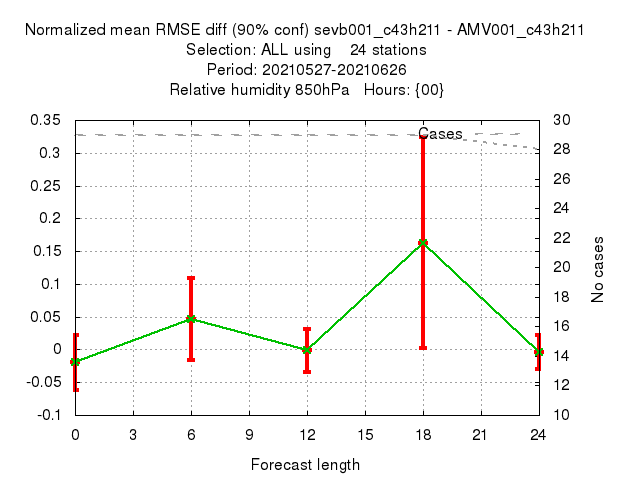 Normalized mean RMSE diff (90% conf) sevb001_c43h211 - AMV001_c43h211
Selection: ALL using    24 stations
Period: 20210527-20210626
Relative humidity 850hPa   Hours: {00}
Cases
0.35
0.3
0.25
0.2
0.15
0.1
0.05
0
-0.05
-0.1
30
28
26
24
22
20
18
16
14
12
10
No cases
0 3 6 9 12 15 18 21 24
Forecast length